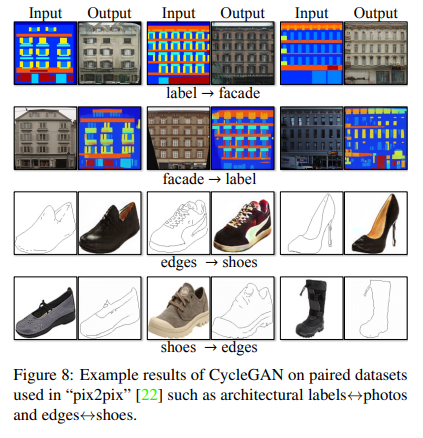 Input Output Input Output Input Output
label → facade
facade → label
edges → shoes
shoes → edges
Figure 8: Example results of CycleGAN on paired datasets
used in “pix2pix” [22] such as architectural labels↔photos
and edges↔shoes.